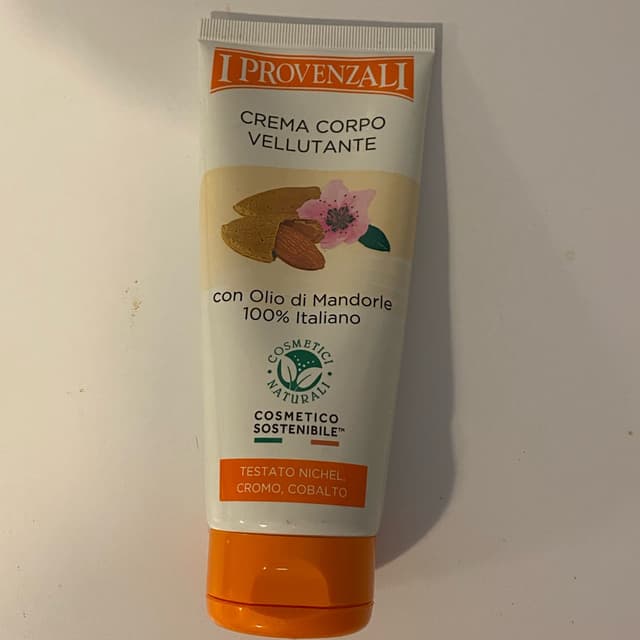 I PROVENZALI
CREMA CORPO
VELLUTANTE
con Olio di Mandorle
100% Italiano
COSMETICI
NATURALI
COSMETICO
SOSTENIBILE™
TESTATO NICHEL,
CROMO, COBALTO